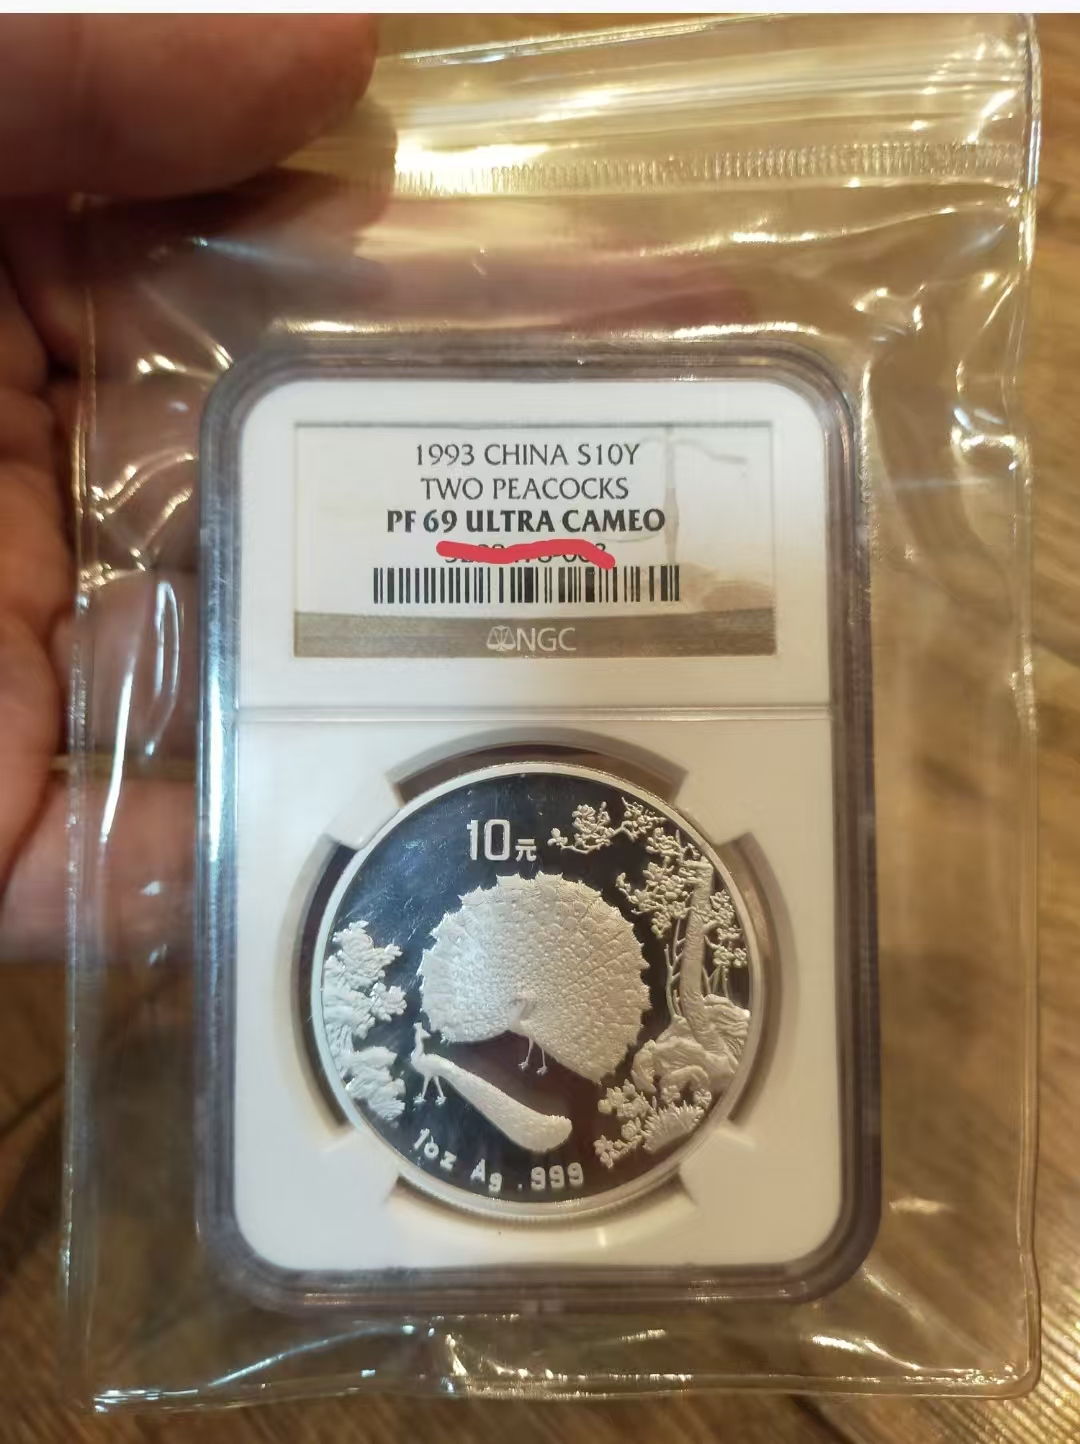 1993 CHINA S10Y
TWO PEACOCKS
PF 69 ULTRA CAMEO
NGC
10元
1oz Ag .999